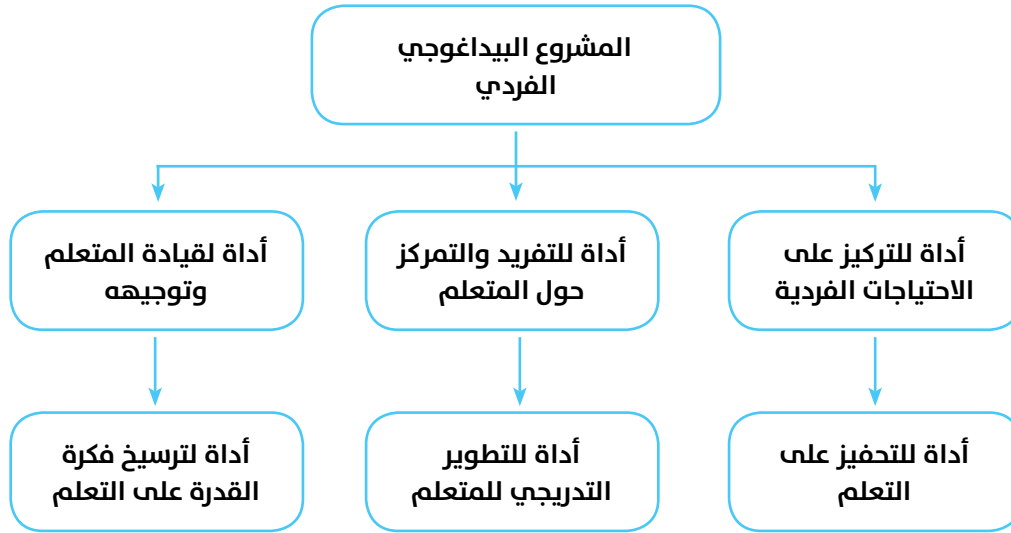 المشروع البيداغوجي
الفردي
أداة للتركيز على
الاحتياجات الفردية
أداة للتفريد والتمركز
حول المتعلم
أداة لقيادة المتعلم
وتوجيهه
أداة للتحفيز على
التعلم
أداة للتطوير
التدريجي للمتعلم
أداة لترسيخ فكرة
القدرة على التعلم